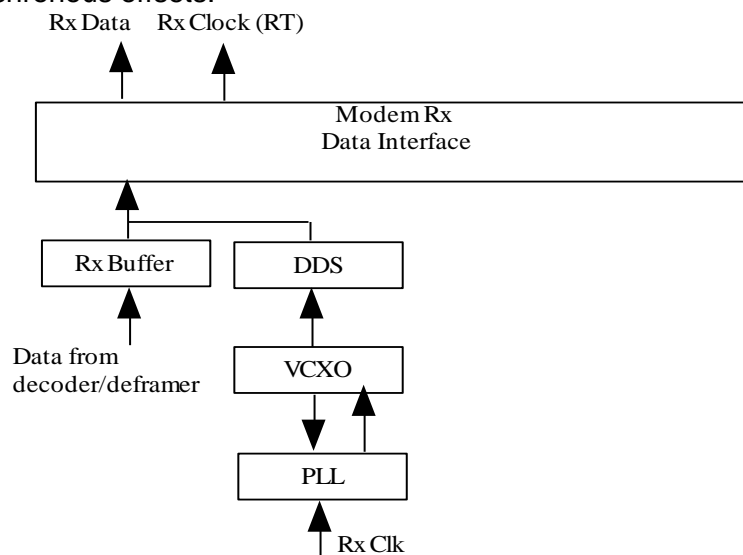 Rx Data Rx Clock (RT)
Modem Rx
Data Interface
Rx Buffer DDS
Data from
decoder/deframer
VCXO
PLL
Rx Clk